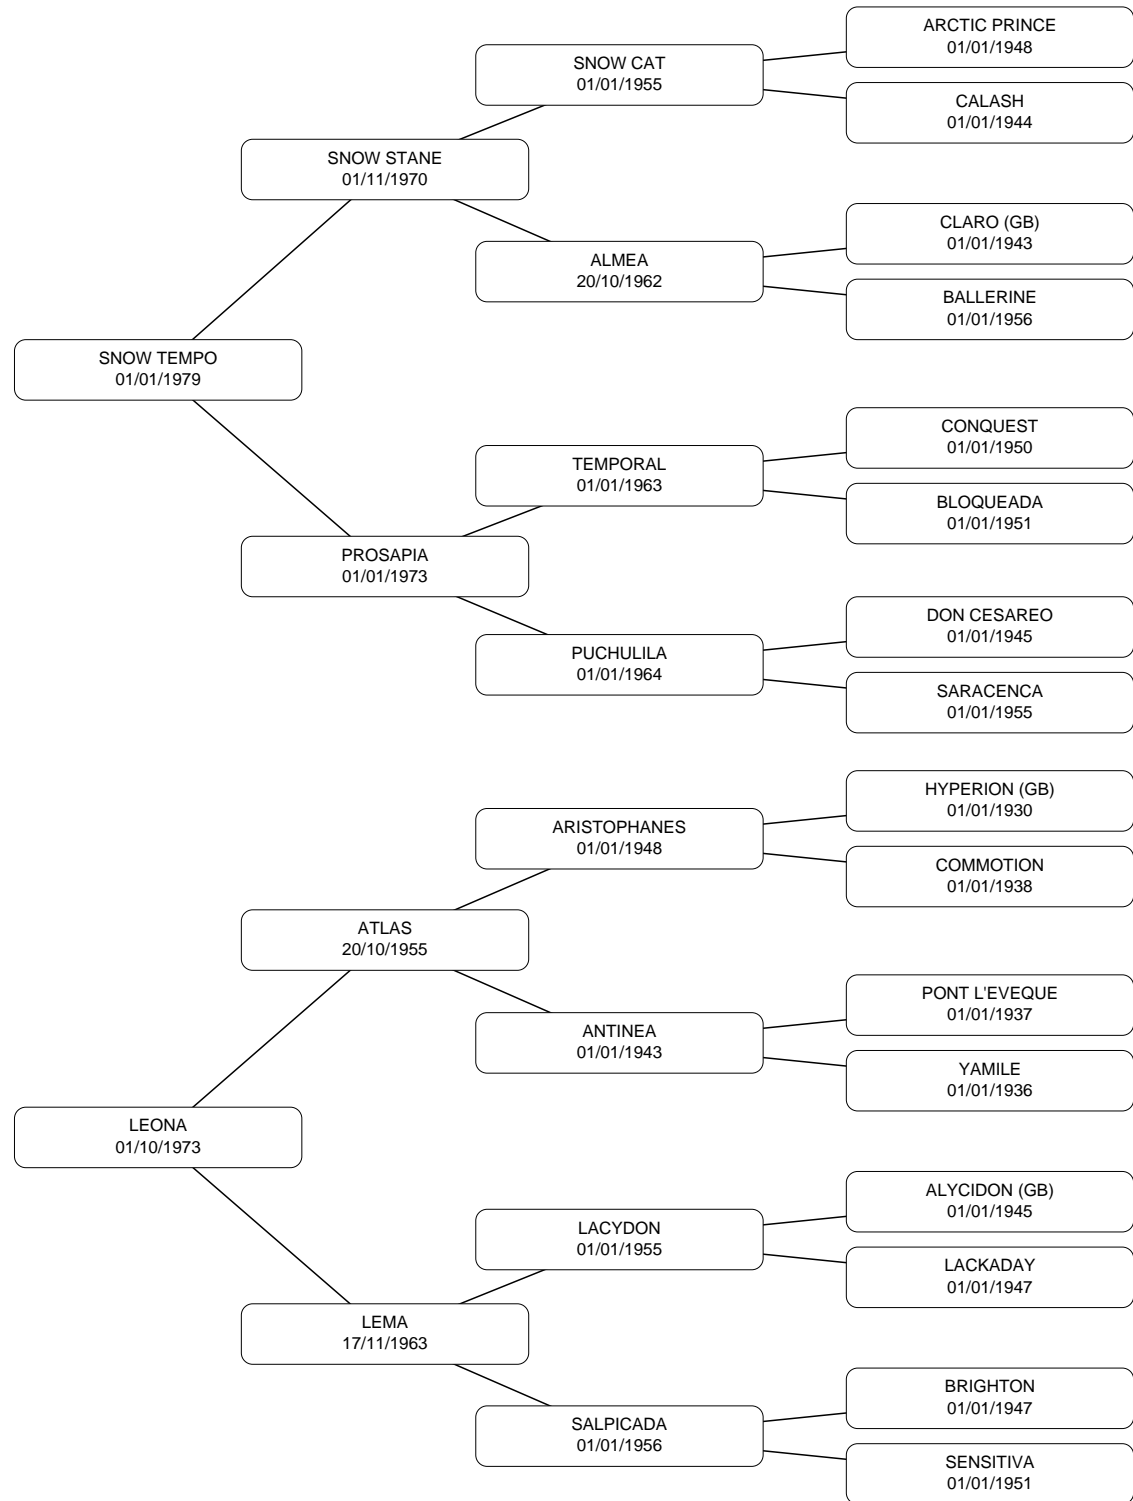 ARCTIC PRINCE
01/01/1948
SNOW CAT
01/01/1955
CALASH
01/01/1944
SNOW STANE
01/11/1970
CLARO (GB)
01/01/1943
ALMEA
20/10/1962
BALLERINE
01/01/1956
SNOW TEMPO
01/01/1979
CONQUEST
01/01/1950
TEMPORAL
01/01/1963
BLOQUEADA
01/01/1951
PROSAPIA
01/01/1973
DON CESAREO
01/01/1945
PUCHULILA
01/01/1964
SARACENCA
01/01/1955
HYPERION (GB)
01/01/1930
ARISTOPHANES
01/01/1948
COMMOTION
01/01/1938
ATLAS
20/10/1955
PONT L'EVEQUE
01/01/1937
ANTINEA
01/01/1943
YAMILE
01/01/1936
LEONA
01/10/1973
ALYCIDON (GB)
01/01/1945
LACYDON
01/01/1955
LACKADAY
01/01/1947
LEMA
17/11/1963
BRIGHTON
01/01/1947
SALPICADA
01/01/1956
SENSITIVA
01/01/1951